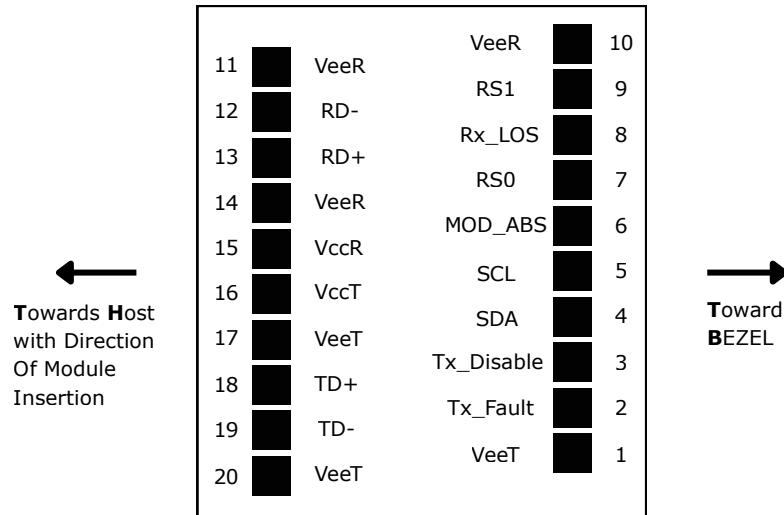 VeeR 10
11 VeeR
RS1 9
12 RD-
Rx_LOS 8
13 RD+
RS0 7
14 VeeR
MOD_ABS 6
15 VccR
SCL 5
16 VccT
SDA 4
17 VeeT
Tx_Disable 3
18 TD+
Tx_Fault 2
19 TD-
VeeT 1
20 VeeT
Towards Host
with Direction
Of Module
Insertion
Toward
BEZEL